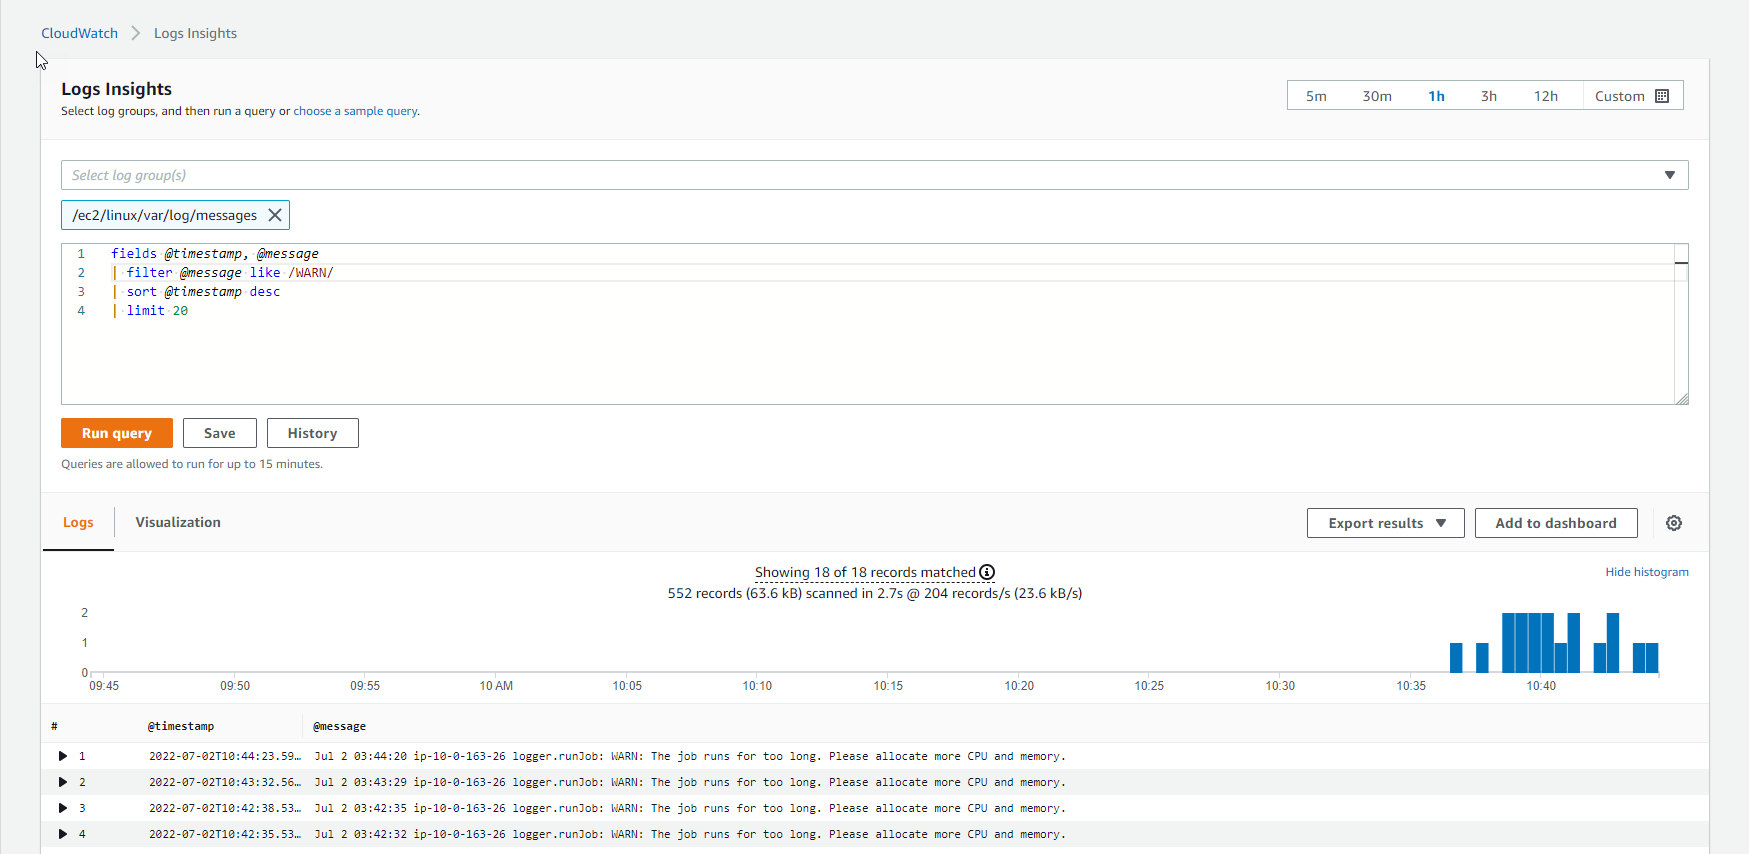 CloudWatch > Logs Insights
Logs Insights
Select log groups, and then run a query or choose a sample query.
5m 30m 1h 3h 12h Custom
Select log group(s)
/ec2/linux/var/log/messages
1 fields @timestamp, @message
2 | filter @message like /WARN/
3 | sort @timestamp desc
4 | limit 20
Run query Save History
Queries are allowed to run for up to 15 minutes.
Logs Visualization Export results Add to dashboard
Showing 18 of 18 records matched
Hide histogram
552 records (63.6 kB) scanned in 2.7s @ 204 records/s (23.6 kB/s)
2
1
0
09:45 09:50 09:55 10 AM 10:05 10:10 10:15 10:20 10:25 10:30 10:35 10:40
# @timestamp @message
1 2022-07-02T10:44:23.59… Jul 2 03:44:20 ip-10-0-163-26 logger.runJob: WARN: The job runs for too long. Please allocate more CPU and memory.
2 2022-07-02T10:43:32.56… Jul 2 03:43:29 ip-10-0-163-26 logger.runJob: WARN: The job runs for too long. Please allocate more CPU and memory.
3 2022-07-02T10:42:38.53… Jul 2 03:42:35 ip-10-0-163-26 logger.runJob: WARN: The job runs for too long. Please allocate more CPU and memory.
4 2022-07-02T10:42:35.53… Jul 2 03:42:32 ip-10-0-163-26 logger.runJob: WARN: The job runs for too long. Please allocate more CPU and memory.